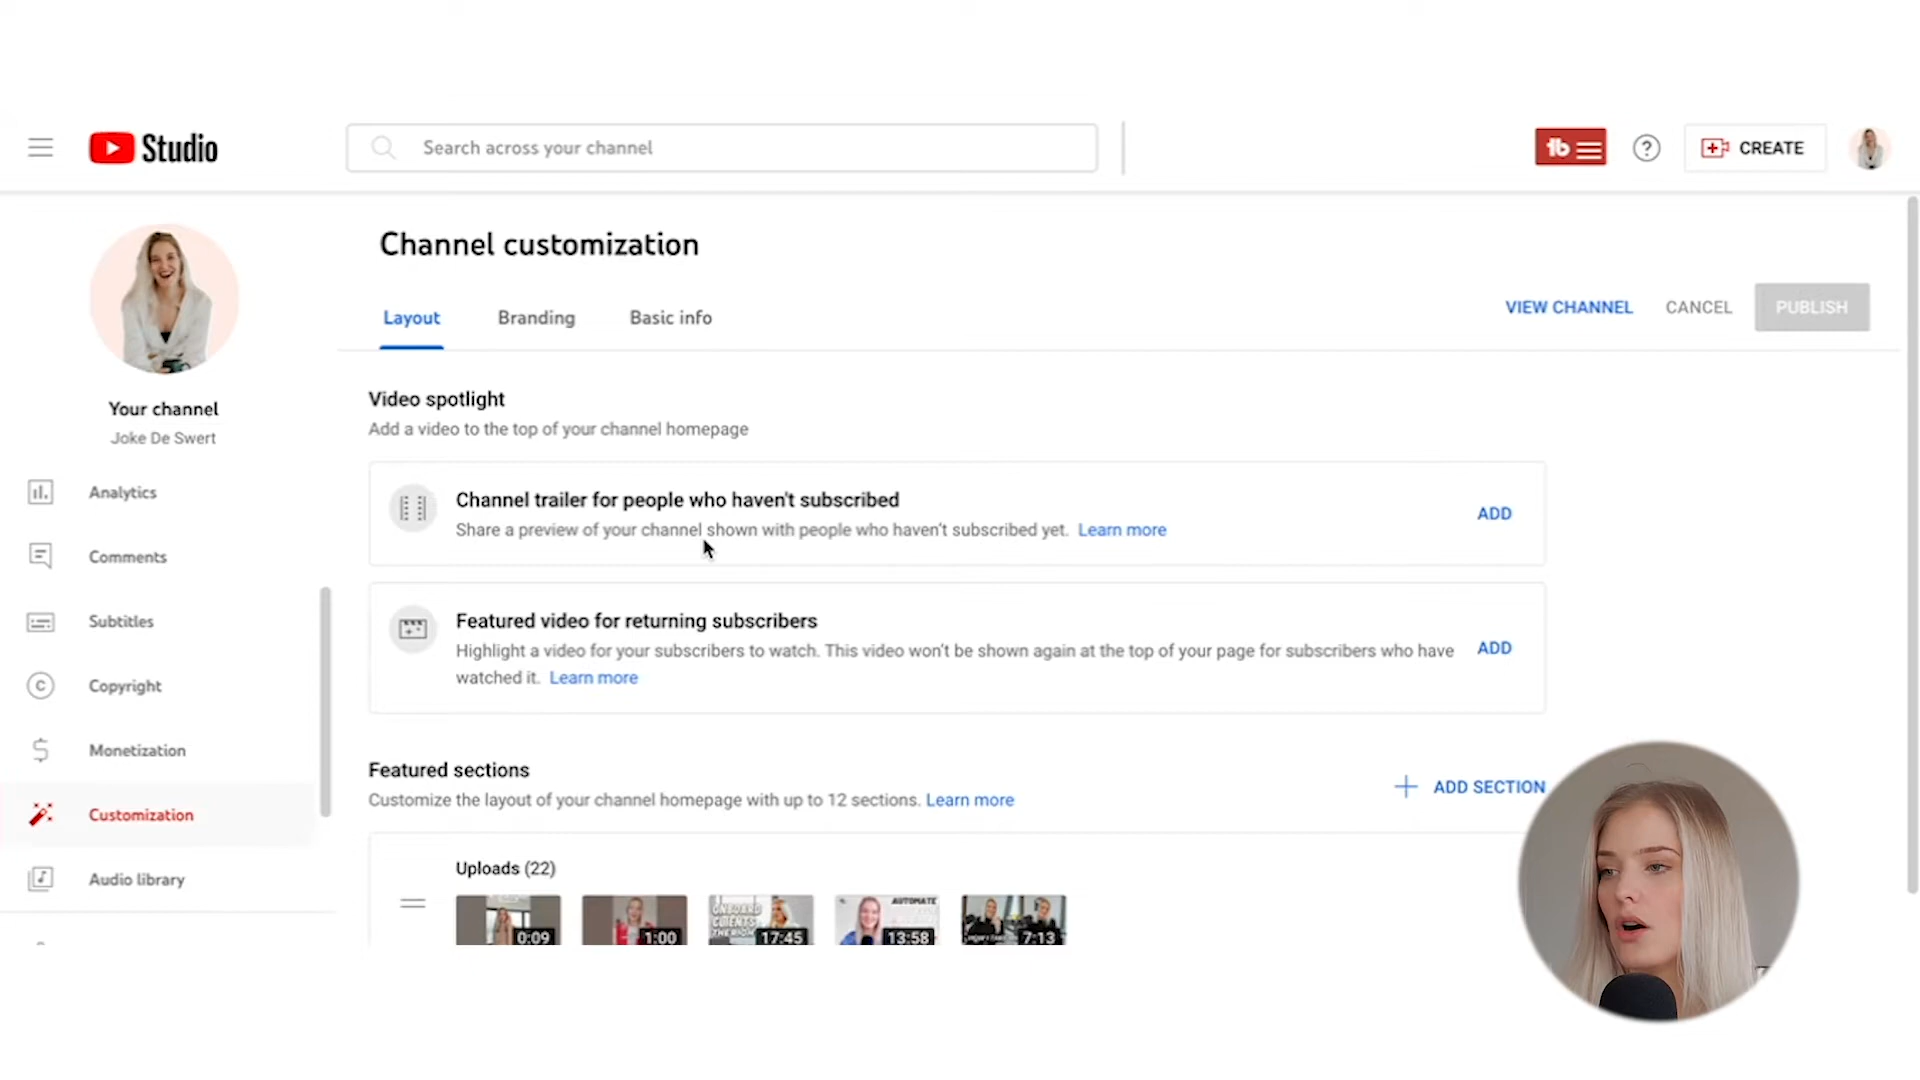 Studio
Search across your channel
tb
CREATE
Channel customization
Layout
Branding
Basic info
VIEW CHANNEL
CANCEL
PUBLISH
Your channel
Joke De Swert
Analytics
Comments
Subtitles
Copyright
Monetization
Customization
Audio library
Video spotlight
Add a video to the top of your channel homepage
Channel trailer for people who haven't subscribed
Share a preview of your channel shown with people who haven't subscribed yet. Learn more
ADD
Featured video for returning subscribers
Highlight a video for your subscribers to watch. This video won't be shown again at the top of your page for subscribers who have
watched it. Learn more
ADD
Featured sections
Customize the layout of your channel homepage with up to 12 sections. Learn more
ADD SECTION
Uploads (22)
0:09
1:00
ONBOARD
CLIENTS
17:45
AUTOMATE
13:58
7:13